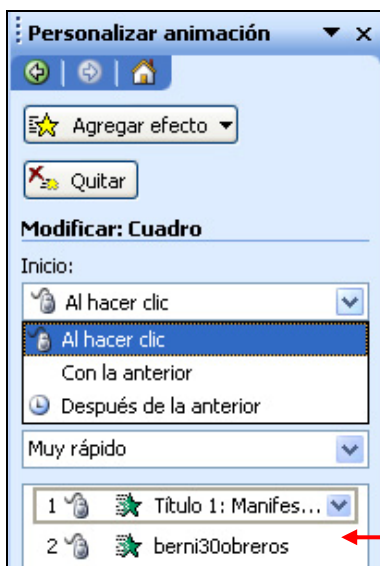 Personalizar animación
Agregar efecto
Quitar
Modificar: Cuadro
Inicio:
Al hacer clic
Al hacer clic
Con la anterior
Después de la anterior
Muy rápido
1 Título 1: Manifes...
2 berni30obreros